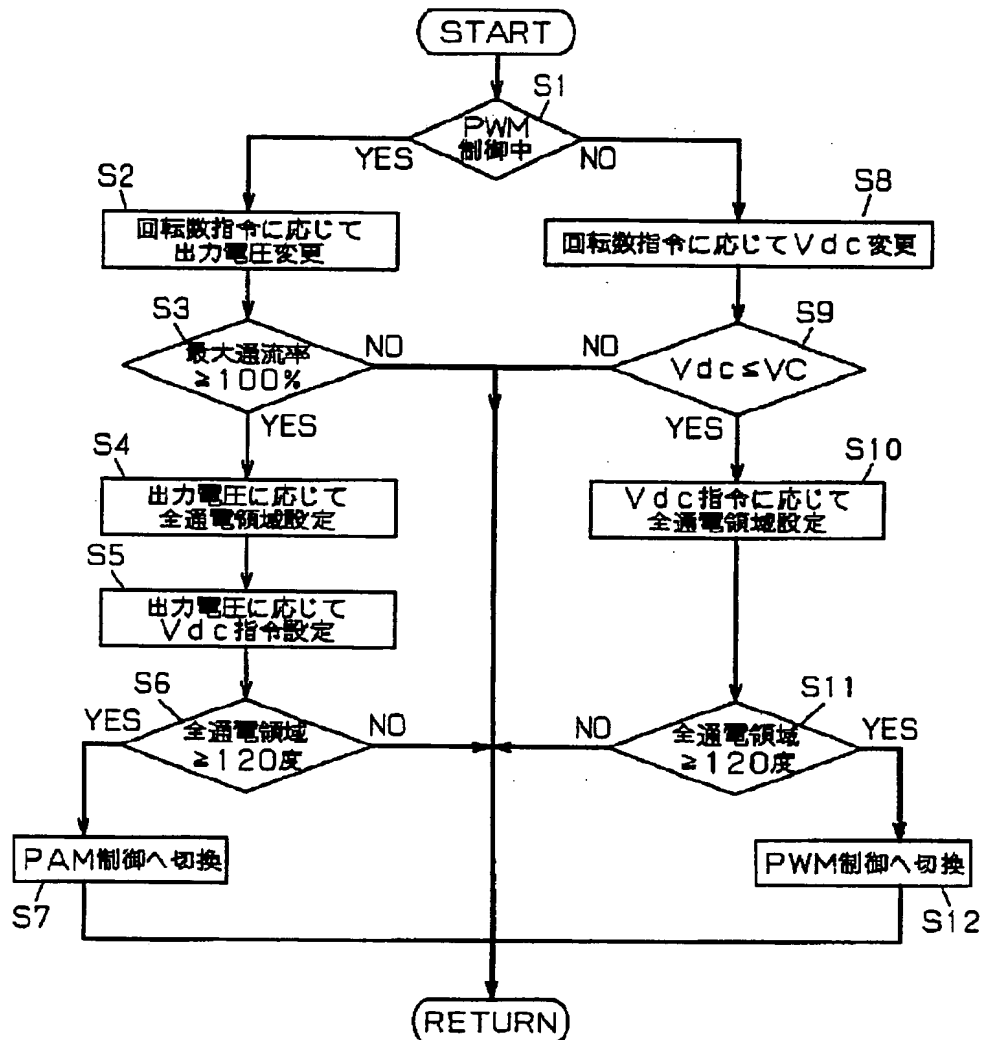 START
S1
PWM
制御中
YES
NO
S2
回転数指令に応じて
出力電圧変更
S8
回転数指令に応じてVdc変更
S3
最大通流率
≧100%
NO
YES
S9
Vdc≦VC
NO
YES
S4
出力電圧に応じて
全通電領域設定
S10
Vdc指令に応じて
全通電領域設定
S5
出力電圧に応じて
Vdc指令設定
S6
全通電領域
≧120度
YES
NO
S11
全通電領域
≧120度
NO
YES
PAM制御へ切換
S7
PWM制御へ切換
S12
RETURN